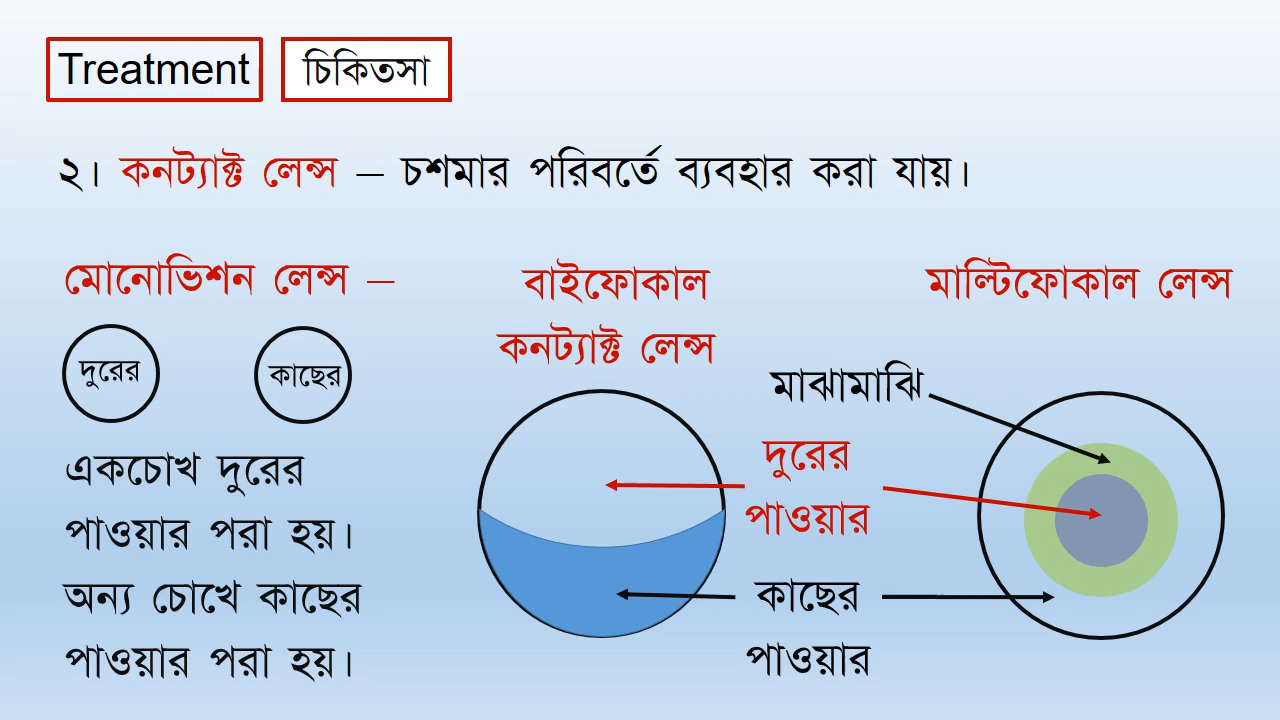 Treatment চিকিতসা
২। কনট্যাক্ট লেন্স – চশমার পরিবর্তে ব্যবহার করা যায়।
মোনোভিশন লেন্স –
দুরের কাছের
একচোখ দুরের
পাওয়ার পরা হয়।
অন্য চোখে কাছের
পাওয়ার পরা হয়।
বাইফোকাল
কনট্যাক্ট লেন্স
মাল্টিফোকাল লেন্স
মাঝামাঝি
দুরের
পাওয়ার
কাছের
পাওয়ার